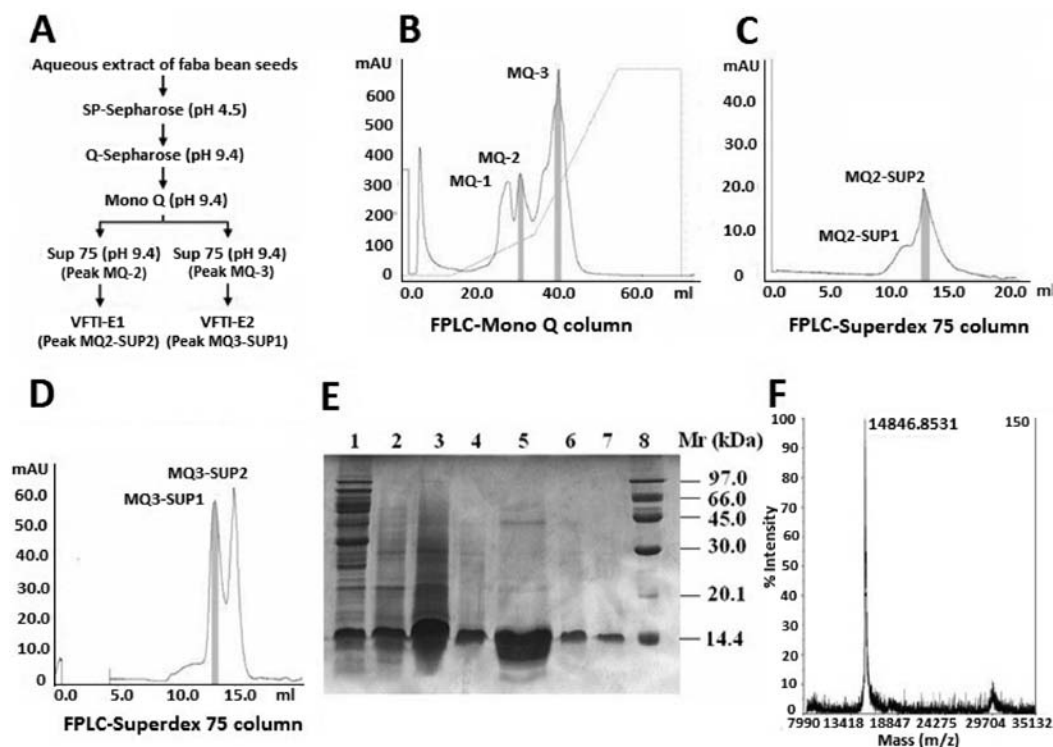 A
Aqueous extract of faba bean seeds
SP-Sepharose (pH 4.5)
Q-Sepharose (pH 9.4)
Mono Q (pH 9.4)
Sup 75 (pH 9.4) Sup 75 (pH 9.4)
(Peak MQ-2) (Peak MQ-3)
VFTI-E1 VFTI-E2
(Peak MQ2-SUP2) (Peak MQ3-SUP1)
B
mAU
600
500
400
300
200
100
0
MQ-1
MQ-2
MQ-3
0.0 20.0 40.0 60.0 ml
FPLC-Mono Q column
C
mAU
40.0
30.0
20.0
10.0
0
MQ2-SUP2
MQ2-SUP1
0.0 5.0 10.0 15.0 20.0 ml
FPLC-Superdex 75 column
D
mAU
60.0
50.0
40.0
30.0
20.0
10.0
0
MQ3-SUP2
MQ3-SUP1
0.0 5.0 10.0 15.0 ml
FPLC-Superdex 75 column
E
1 2 3 4 5 6 7 8 Mr (kDa)
97.0
66.0
45.0
30.0
20.1
14.4
F
100
90
80
70
60
50
40
30
20
10
0
% Intensity
14846.8531
150
7990 13418 18847 24275 29704 35132
Mass (m/z)